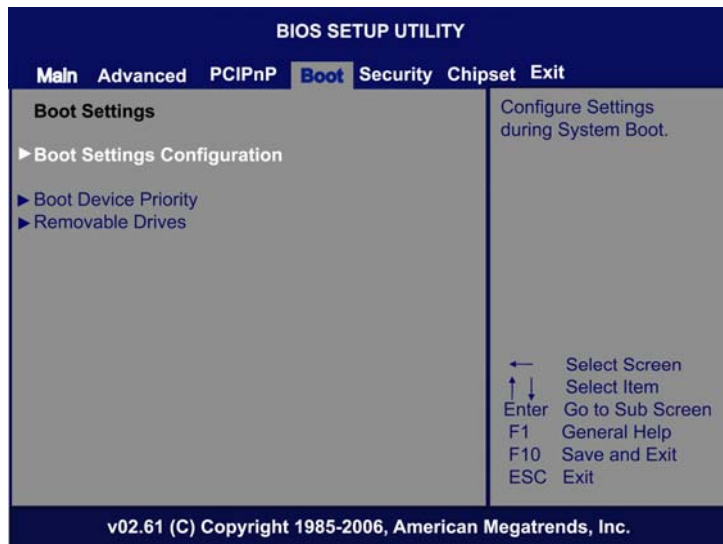 BIOS SETUP UTILITY
Main Advanced PCIPnP Boot Security Chipset Exit
Boot Settings
▶Boot Settings Configuration
▶Boot Device Priority
▶Removable Drives
Configure Settings
during System Boot.
← Select Screen
↑↓ Select Item
Enter Go to Sub Screen
F1 General Help
F10 Save and Exit
ESC Exit
v02.61 (C) Copyright 1985-2006, American Megatrends, Inc.